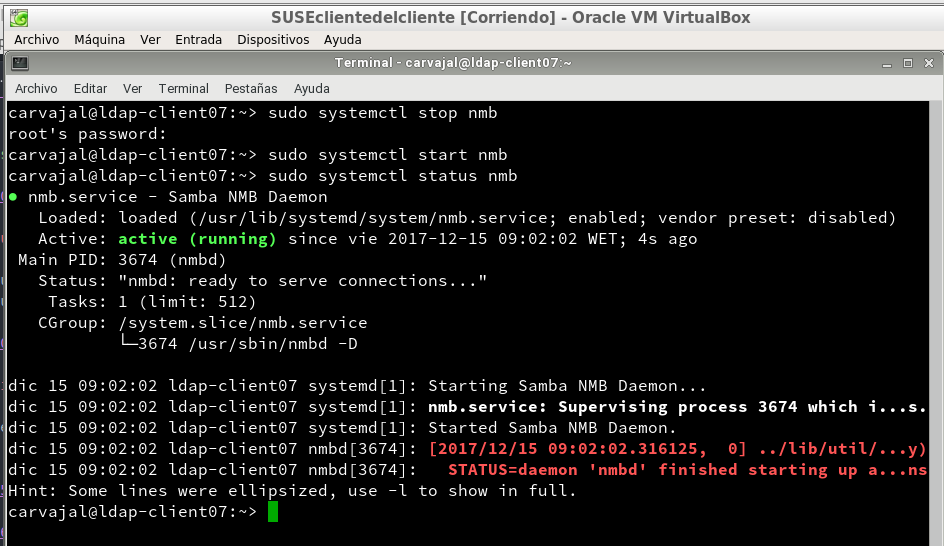 SUSEclientedelcliente [Corriendo] - Oracle VM VirtualBox
Archivo Máquina Ver Entrada Dispositivos Ayuda
Terminal - carvajal@ldap-client07:~
Archivo Editar Ver Terminal Pestañas Ayuda
carvajal@ldap-client07:~> sudo systemctl stop nmb
root's password:
carvajal@ldap-client07:~> sudo systemctl start nmb
carvajal@ldap-client07:~> sudo systemctl status nmb
● nmb.service - Samba NMB Daemon
   Loaded: loaded (/usr/lib/systemd/system/nmb.service; enabled; vendor preset: disabled)
   Active: active (running) since vie 2017-12-15 09:02:02 WET; 4s ago
 Main PID: 3674 (nmbd)
   Status: "nmbd: ready to serve connections..."
    Tasks: 1 (limit: 512)
   CGroup: /system.slice/nmb.service
           └─3674 /usr/sbin/nmbd -D
dic 15 09:02:02 ldap-client07 systemd[1]: Starting Samba NMB Daemon...
dic 15 09:02:02 ldap-client07 systemd[1]: nmb.service: Supervising process 3674 which i...s.
dic 15 09:02:02 ldap-client07 systemd[1]: Started Samba NMB Daemon.
dic 15 09:02:02 ldap-client07 nmbd[3674]: [2017/12/15 09:02:02.316125,  0] ../lib/util/...y)
dic 15 09:02:02 ldap-client07 nmbd[3674]:   STATUS=daemon 'nmbd' finished starting up a...ns
Hint: Some lines were ellipsized, use -l to show in full.
carvajal@ldap-client07:~>